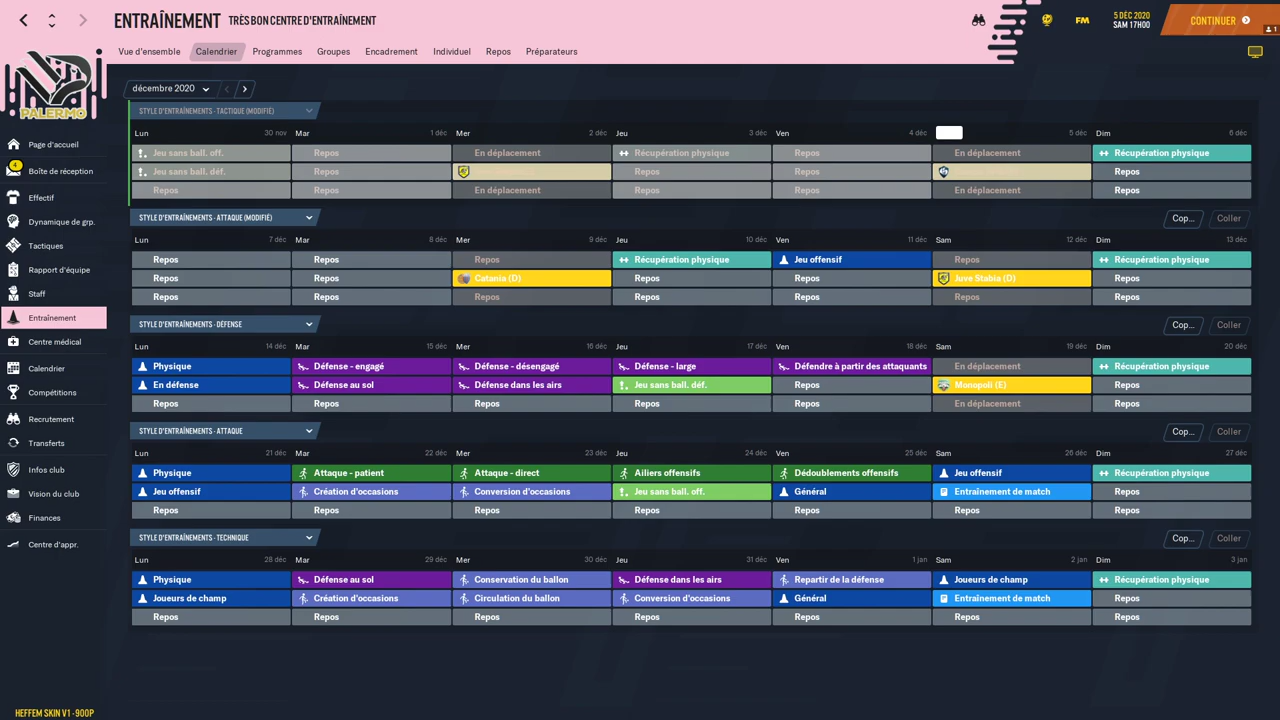 ENTRAÎNEMENT TRÈS BON CENTRE D'ENTRAÎNEMENT
FM
5 DÉC 2020
SAM 17H00
CONTINUER
1
Vue d'ensemble Calendrier Programmes Groupes Encadrement Individuel Repos Préparateurs
PALERMO
décembre 2020
Page d'accueil
4
Boîte de réception
Effectif
Dynamique de grp.
Tactiques
Rapport d'équipe
Staff
Entraînement
Centre médical
Calendrier
Compétitions
Recrutement
Transferts
Infos club
Vision du club
Finances
Centre d'appr.
STYLE D'ENTRAÎNEMENTS - TACTIQUE (MODIFIÉ)
Lun 30 nov Mar 1 déc Mer 2 déc Jeu 3 déc Ven 4 déc 5 déc Dim 6 déc
Jeu sans ball. off. Repos En déplacement Récupération physique Repos En déplacement Récupération physique
Jeu sans ball. déf. Repos Repos Repos Repos
Repos Repos En déplacement Repos Repos En déplacement Repos
STYLE D'ENTRAÎNEMENTS - ATTAQUE (MODIFIÉ) Cop... Coller
Lun 7 déc Mar 8 déc Mer 9 déc Jeu 10 déc Ven 11 déc Sam 12 déc Dim 13 déc
Repos Repos Repos Récupération physique Jeu offensif Repos Récupération physique
Repos Repos Catania (D) Repos Repos Juve Stabia (D) Repos
Repos Repos Repos Repos Repos Repos Repos
STYLE D'ENTRAÎNEMENTS - DÉFENSE Cop... Coller
Lun 14 déc Mar 15 déc Mer 16 déc Jeu 17 déc Ven 18 déc Sam 19 déc Dim 20 déc
Physique Défense - engagé Défense - désengagé Défense - large Défendre à partir des attaquants En déplacement Récupération physique
En défense Défense au sol Défense dans les airs Jeu sans ball. déf. Repos Monopoli (E) Repos
Repos Repos Repos Repos Repos En déplacement Repos
STYLE D'ENTRAÎNEMENTS - ATTAQUE Cop... Coller
Lun 21 déc Mar 22 déc Mer 23 déc Jeu 24 déc Ven 25 déc Sam 26 déc Dim 27 déc
Physique Attaque - patient Attaque - direct Ailiers offensifs Dédoublements offensifs Jeu offensif Récupération physique
Jeu offensif Création d'occasions Conversion d'occasions Jeu sans ball. off. Général Entraînement de match Repos
Repos Repos Repos Repos Repos Repos Repos
STYLE D'ENTRAÎNEMENTS - TECHNIQUE Cop... Coller
Lun 28 déc Mar 29 déc Mer 30 déc Jeu 31 déc Ven 1 jan Sam 2 jan Dim 3 jan
Physique Défense au sol Conservation du ballon Défense dans les airs Repartir de la défense Joueurs de champ Récupération physique
Joueurs de champ Création d'occasions Circulation du ballon Conversion d'occasions Général Entraînement de match Repos
Repos Repos Repos Repos Repos Repos Repos
HEFFEM SKIN V1 - 900P